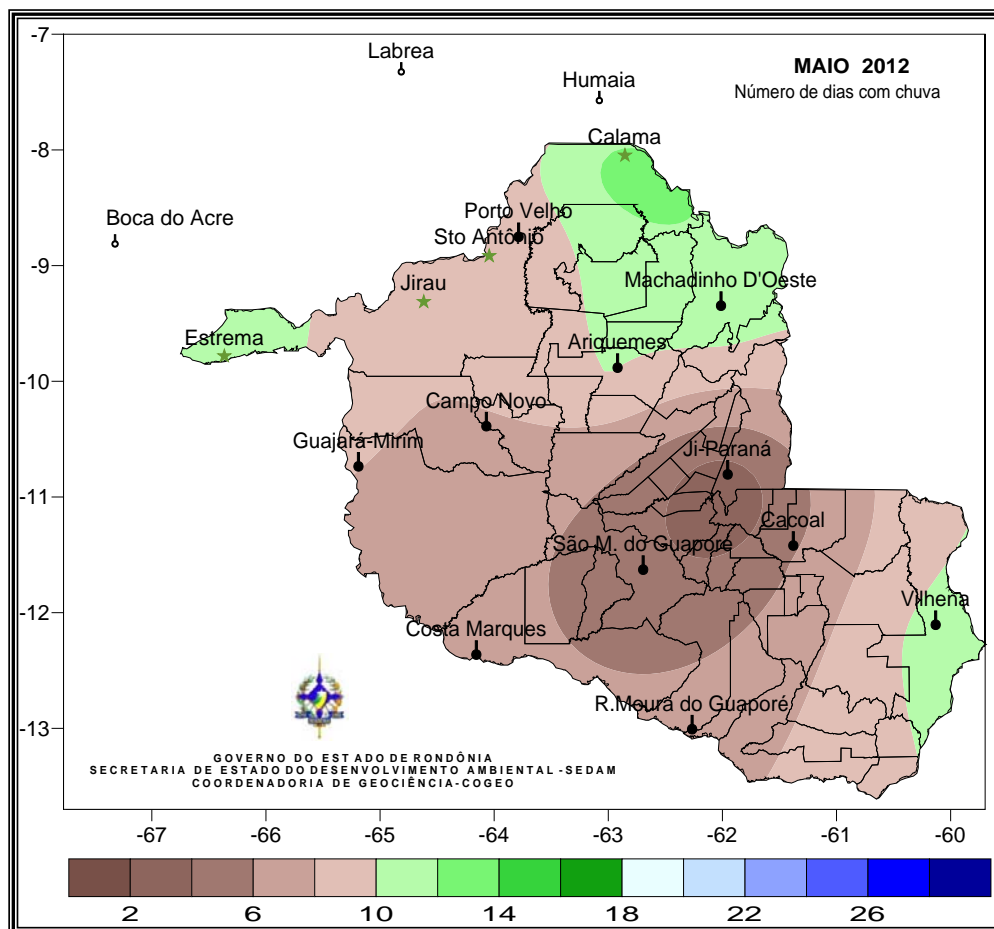 MAIO 2012
Número de dias com chuva
-7
-8
-9
-10
-11
-12
-13
Labrea
Humaia
Calama
Boca do Acre
Porto Velho
Sto Antônio
Machadinho D'Oeste
Jirau
Estrema
Ariquemes
Campo Novo
Guajará-Mirim
Ji-Paraná
Cacoal
São M. do Guaporé
Vilhena
Costa Marques
R.Moura do Guaporé
GOVERNO DO ESTADO DE RONDÔNIA
SECRETARIA DE ESTADO DO DESENVOLVIMENTO AMBIENTAL -SEDAM
COORDENADORIA DE GEOCIÊNCIA-COGEO
-67 -66 -65 -64 -63 -62 -61 -60
2 6 10 14 18 22 26